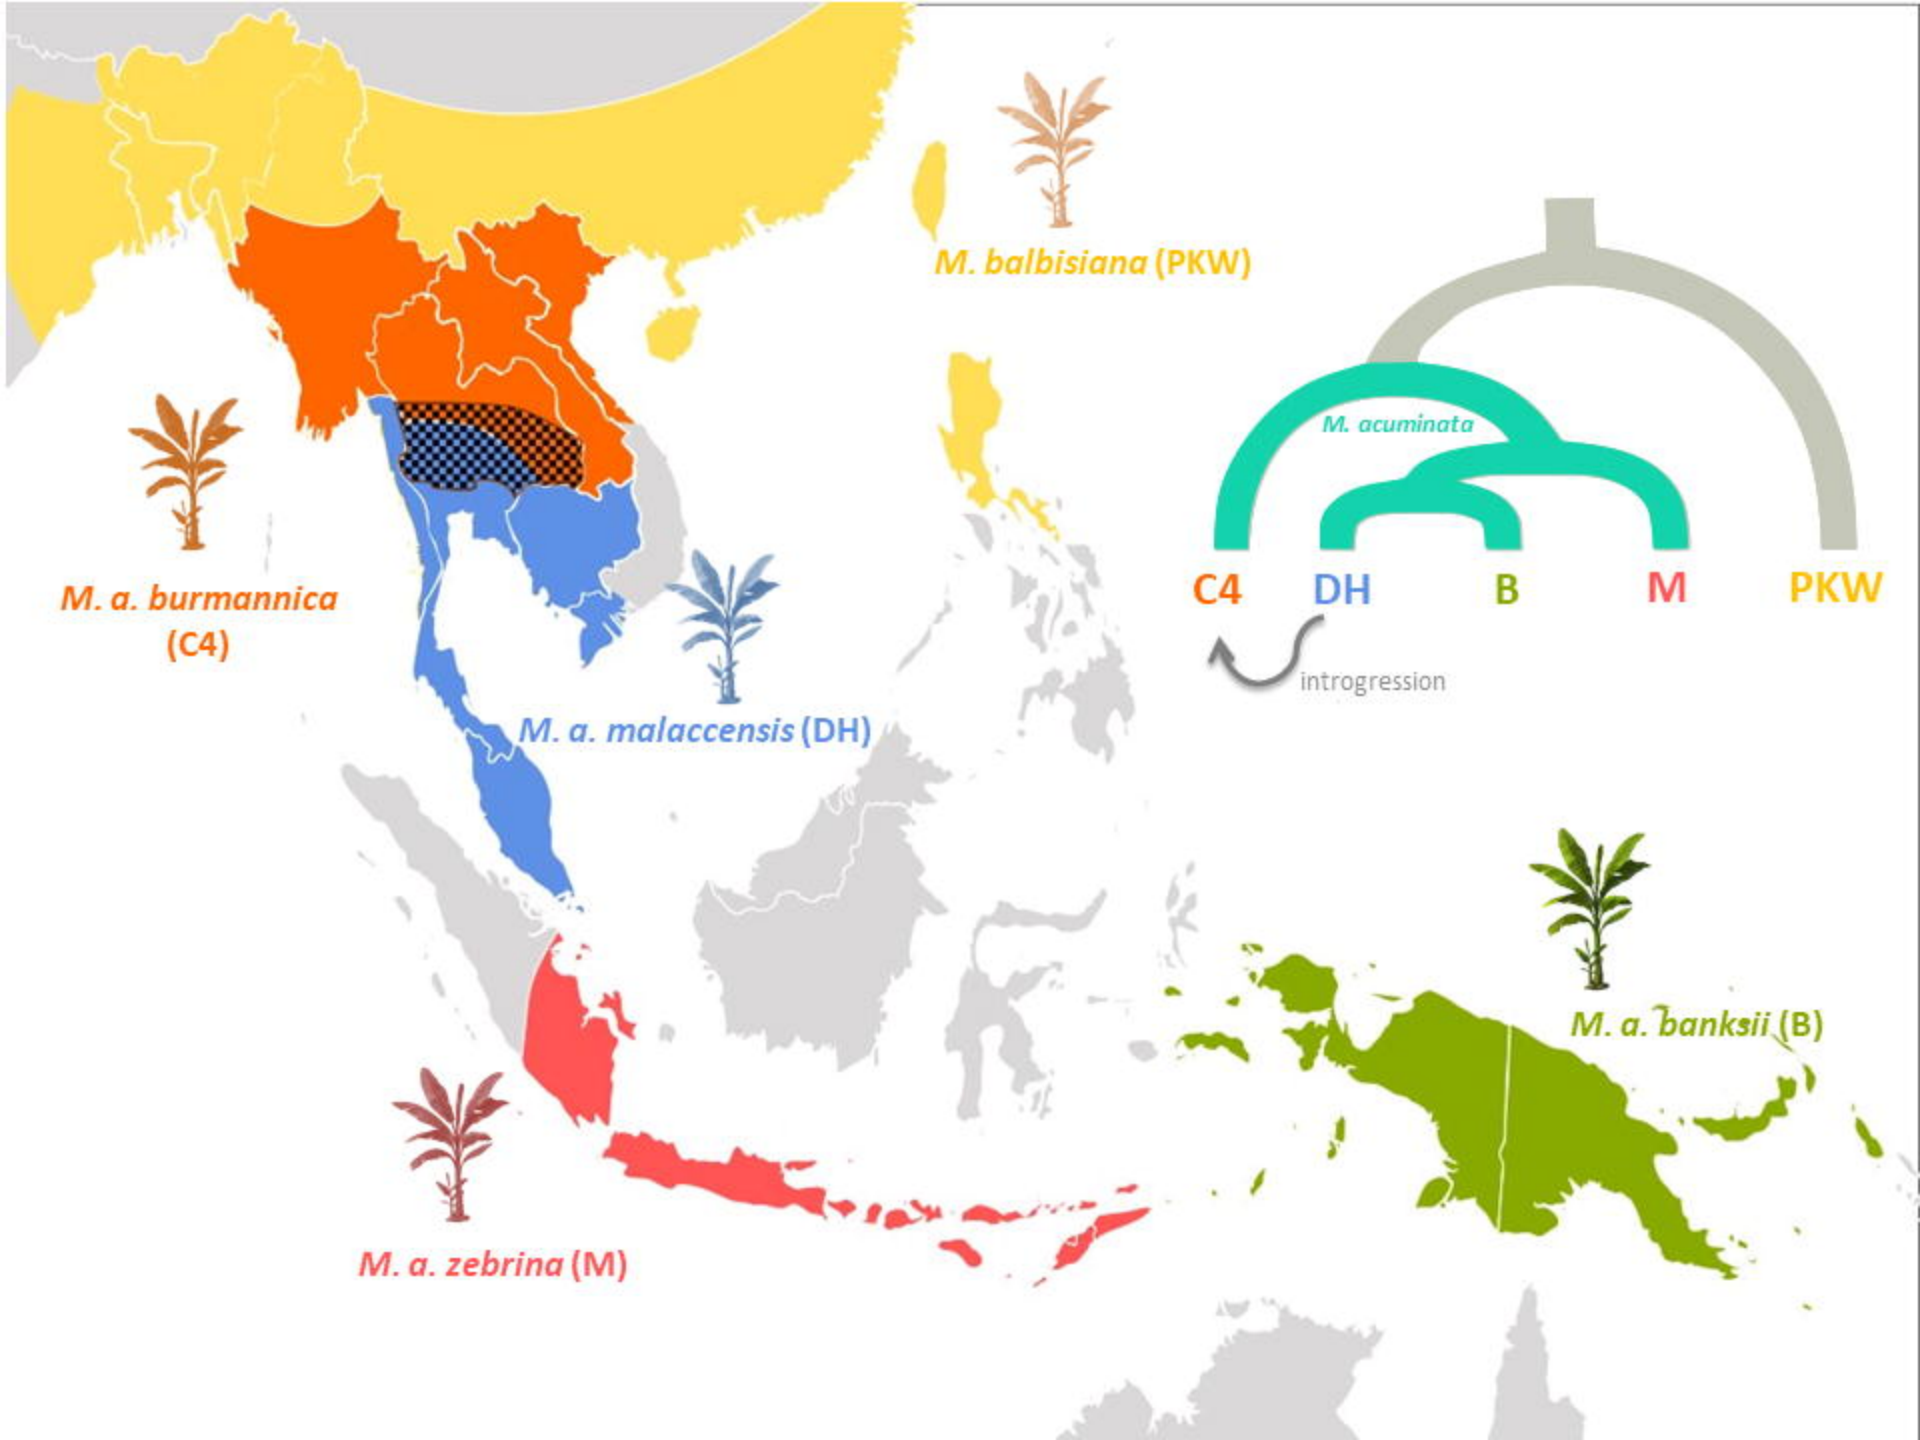 M. balbisiana (PKW)
M. acuminata
C4 DH B M PKW
introgression
M. a. burmannica
(C4)
M. a. malaccensis (DH)
M. a. banksii (B)
M. a. zebrina (M)